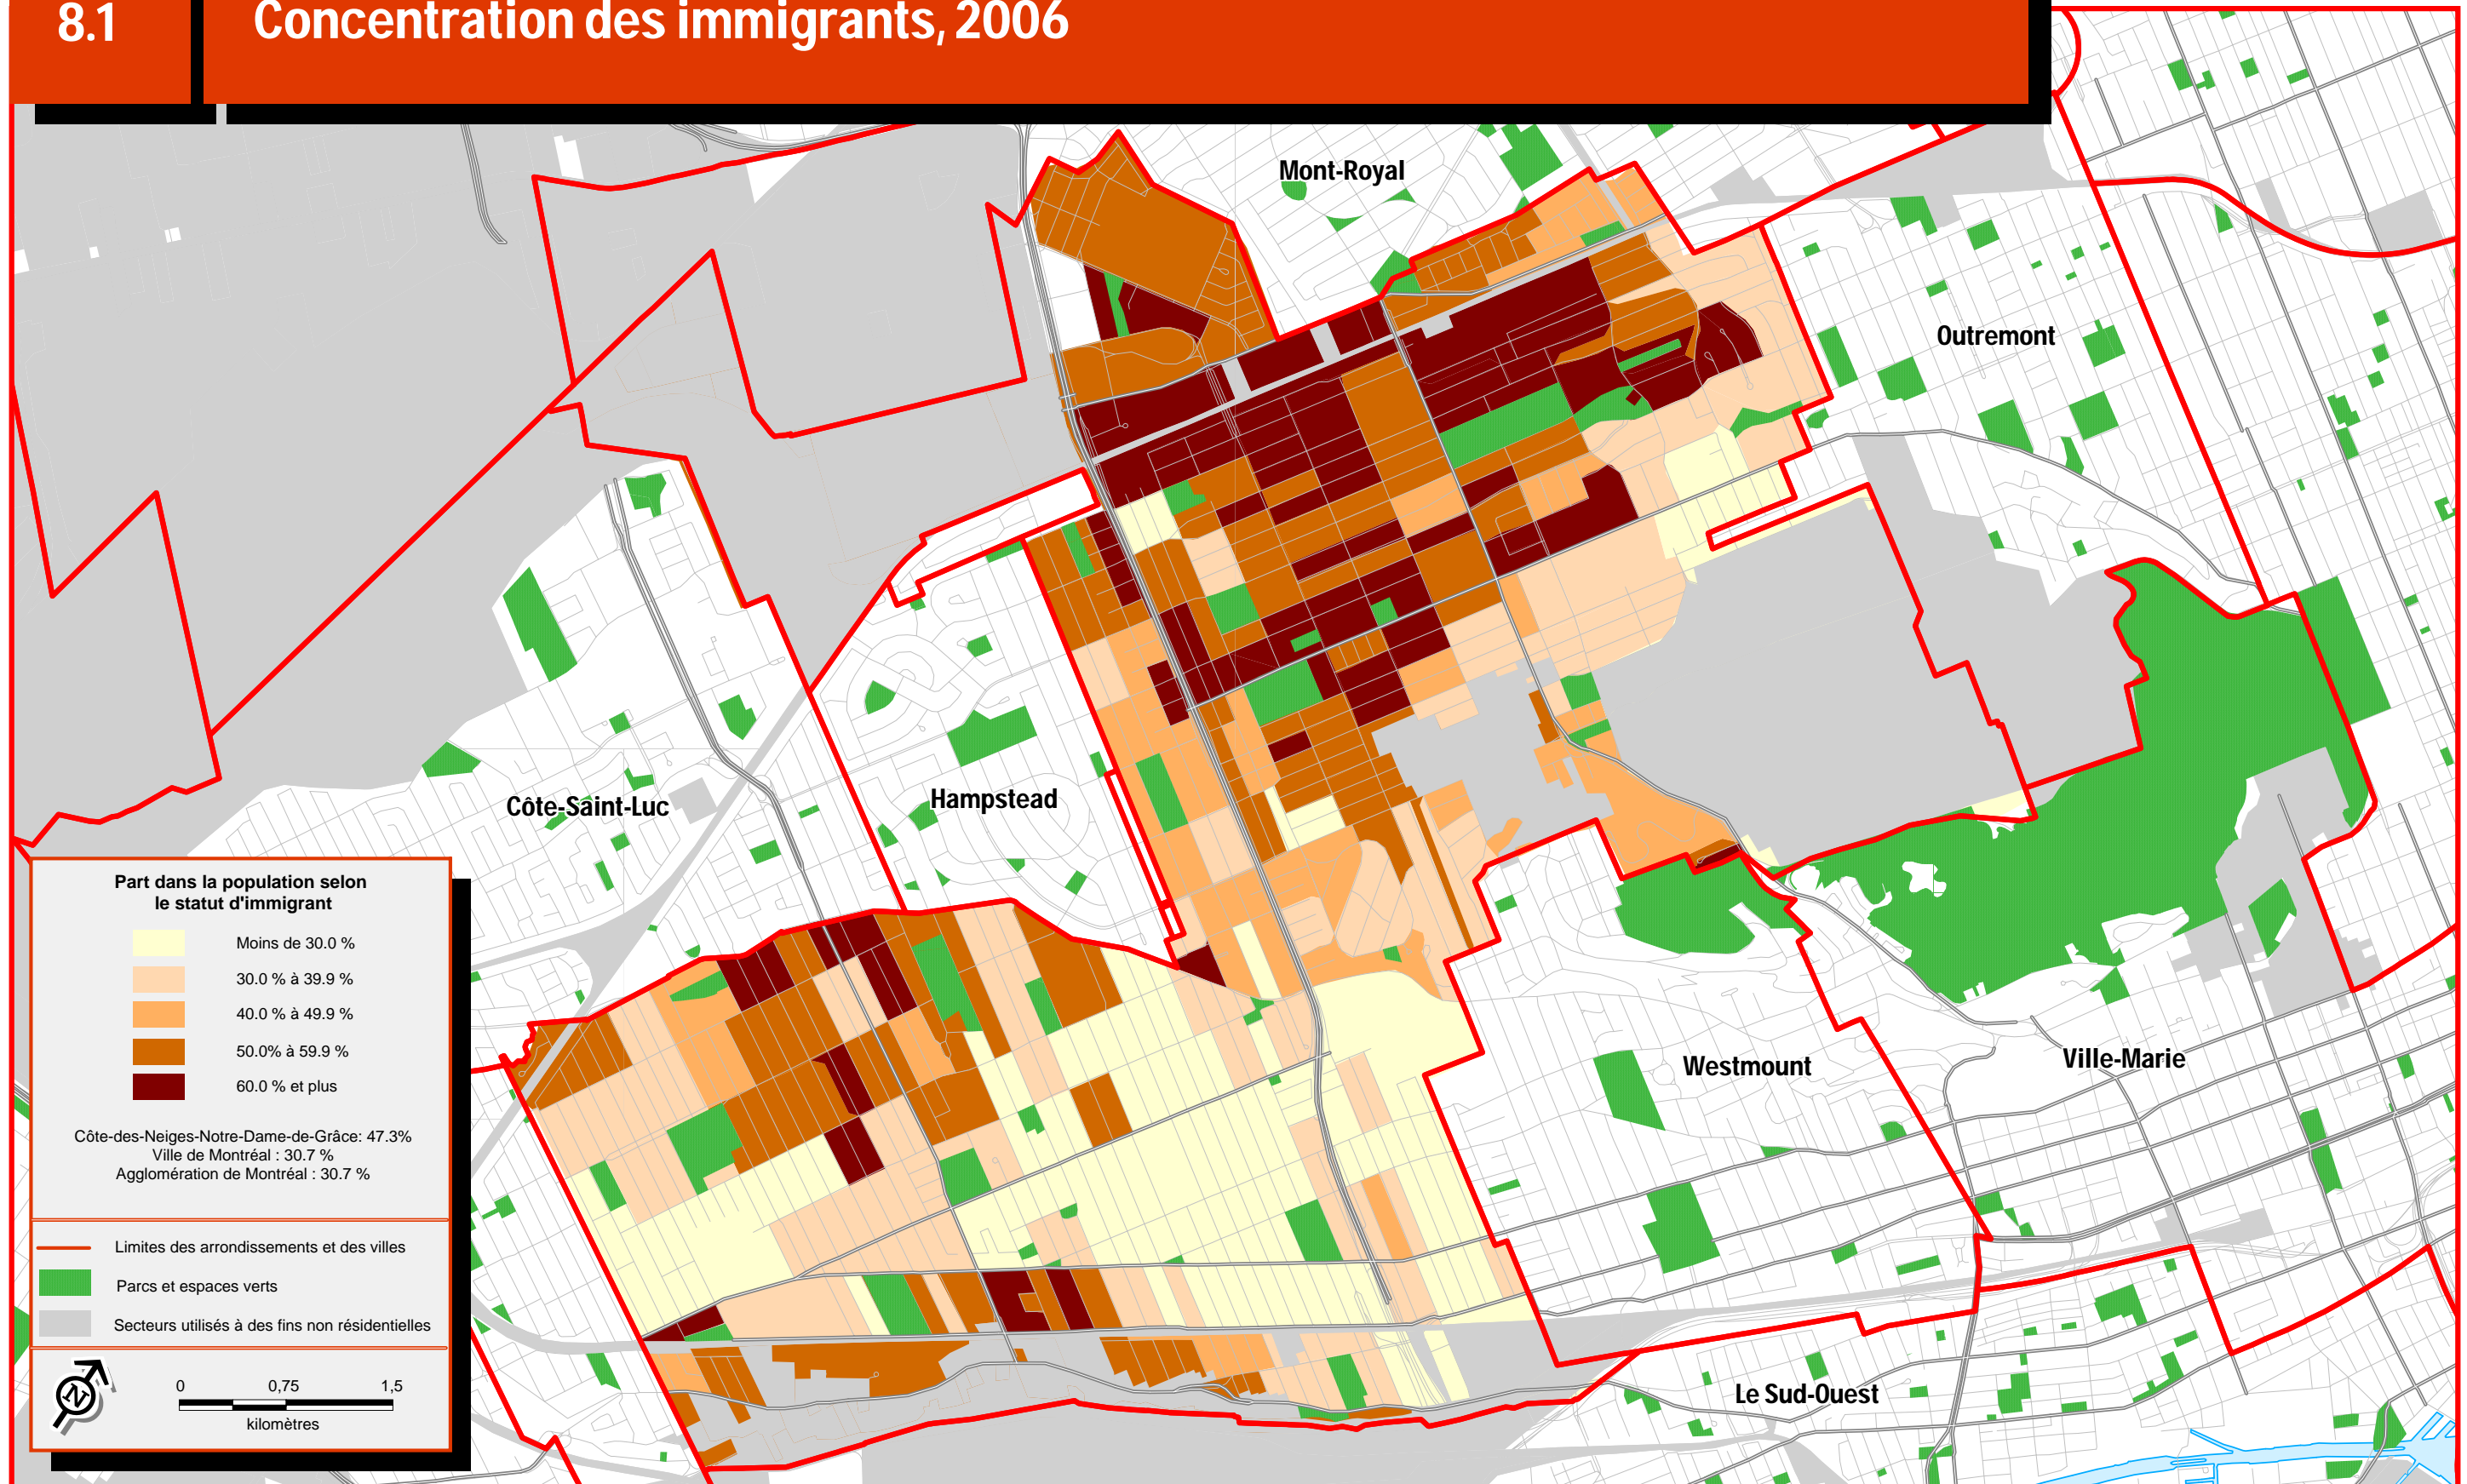 8.1
Concentration des immigrants, 2006
Mont-Royal
Outremont
Côte-Saint-Luc
Hampstead
Westmount
Ville-Marie
Le Sud-Ouest
Part dans la population selon
le statut d'immigrant
Moins de 30.0 %
30.0 % à 39.9 %
40.0 % à 49.9 %
50.0% à 59.9 %
60.0 % et plus
Côte-des-Neiges-Notre-Dame-de-Grâce: 47.3%
Ville de Montréal : 30.7 %
Agglomération de Montréal : 30.7 %
Limites des arrondissements et des villes
Parcs et espaces verts
Secteurs utilisés à des fins non résidentielles
N
0 0,75 1,5
kilomètres